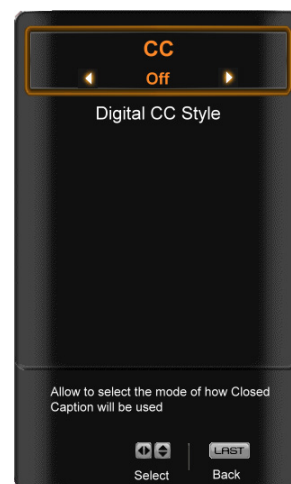 CC
Off
Digital CC Style
Allow to select the mode of how Closed
Caption will be used
LAST
Select Back